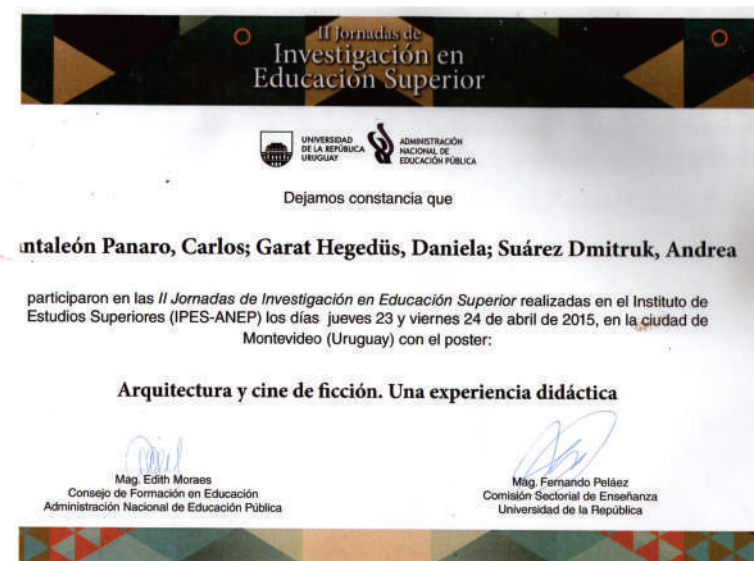 II Jornadas de
Investigación en
Educación Superior
UNIVERSIDAD
DE LA REPÚBLICA
URUGUAY
ADMINISTRACIÓN
NACIONAL DE
EDUCACIÓN PÚBLICA
Dejamos constancia que
ntaleón Panaro, Carlos; Garat Hegedüs, Daniela; Suárez Dmitruk, Andrea
participaron en las II Jornadas de Investigación en Educación Superior realizadas en el Instituto de
Estudios Superiores (IPES-ANEP) los días jueves 23 y viernes 24 de abril de 2015, en la ciudad de
Montevideo (Uruguay) con el poster:
Arquitectura y cine de ficción. Una experiencia didáctica
Mag. Edith Moraes
Consejo de Formación en Educación
Administración Nacional de Educación Pública
Mag. Fernando Peláez
Comisión Sectorial de Enseñanza
Universidad de la República